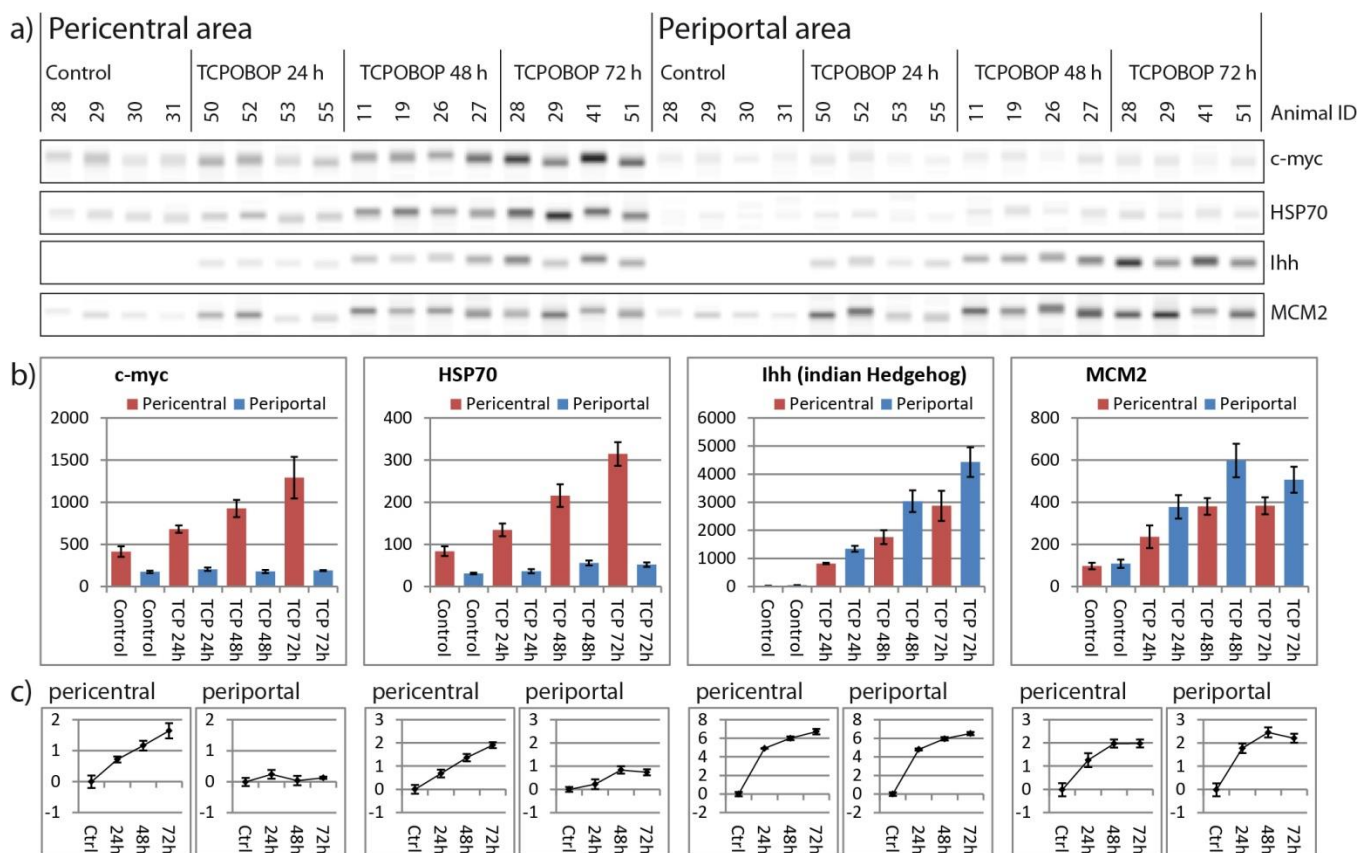 a) Pericentral area Periportal area
Control TCPOBOP 24 h TCPOBOP 48 h TCPOBOP 72 h Control TCPOBOP 24 h TCPOBOP 48 h TCPOBOP 72 h
28 29 30 31 50 52 53 55 11 19 26 27 28 29 41 51 28 29 30 31 50 52 53 55 11 19 26 27 28 29 41 51 Animal ID
c-myc
HSP70
Ihh
MCM2
b)
c-myc
Pericentral Periportal
2000
1500
1000
500
0
Control Control TCP 24h TCP 24h TCP 48h TCP 48h TCP 72h TCP 72h
HSP70
Pericentral Periportal
400
300
200
100
0
Control Control TCP 24h TCP 24h TCP 48h TCP 48h TCP 72h TCP 72h
Ihh (indian Hedgehog)
Pericentral Periportal
6000
5000
4000
3000
2000
1000
0
Control Control TCP 24h TCP 24h TCP 48h TCP 48h TCP 72h TCP 72h
MCM2
Pericentral Periportal
800
600
400
200
0
Control Control TCP 24h TCP 24h TCP 48h TCP 48h TCP 72h TCP 72h
c)
pericentral
2
1
0
-1
Ctrl 24h 48h 72h
periportal
2
1
0
-1
Ctrl 24h 48h 72h
pericentral
3
2
1
0
-1
Ctrl 24h 48h 72h
periportal
3
2
1
0
-1
Ctrl 24h 48h 72h
pericentral
8
6
4
2
0
-2
Ctrl 24h 48h 72h
periportal
8
6
4
2
0
-2
Ctrl 24h 48h 72h
pericentral
3
2
1
0
-1
Ctrl 24h 48h 72h
periportal
3
2
1
0
-1
Ctrl 24h 48h 72h